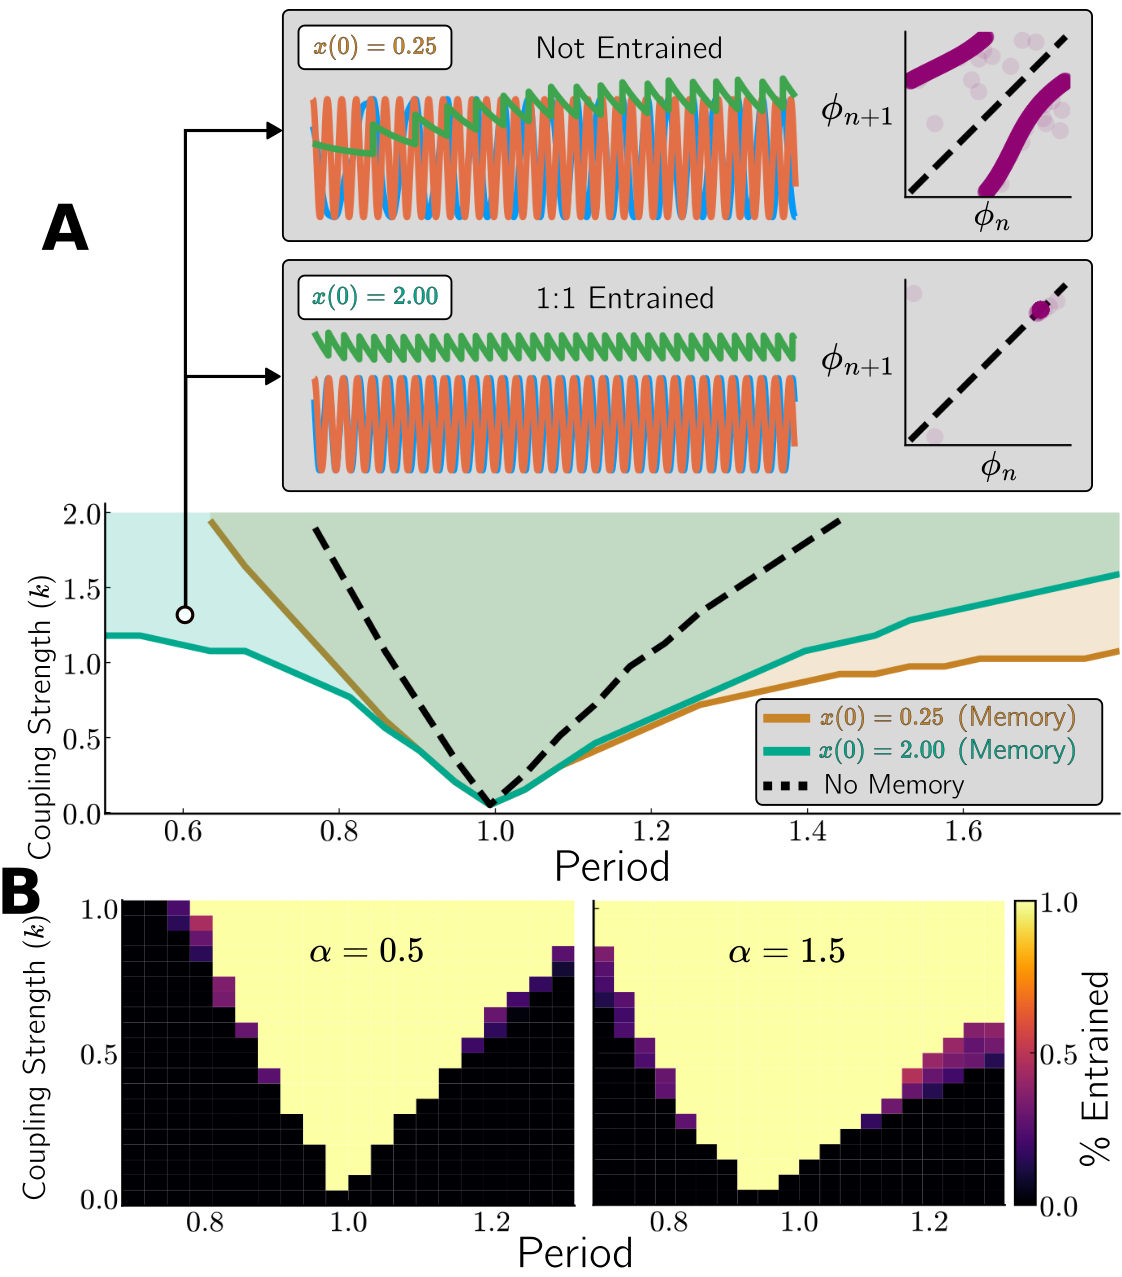 x(0) = 0.25
Not Entrained
ϕn+1
ϕn
A
x(0) = 2.00
1:1 Entrained
ϕn+1
ϕn
2.0
1.5
1.0
0.5
0.0
Coupling Strength (k)
x(0) = 0.25 (Memory)
x(0) = 2.00 (Memory)
No Memory
0.6 0.8 1.0 1.2 1.4 1.6
Period
B
1.0
0.5
0.0
Coupling Strength (k)
α = 0.5
0.8 1.0 1.2
α = 1.5
0.8 1.0 1.2
Period
1.0
0.5
0.0
% Entrained